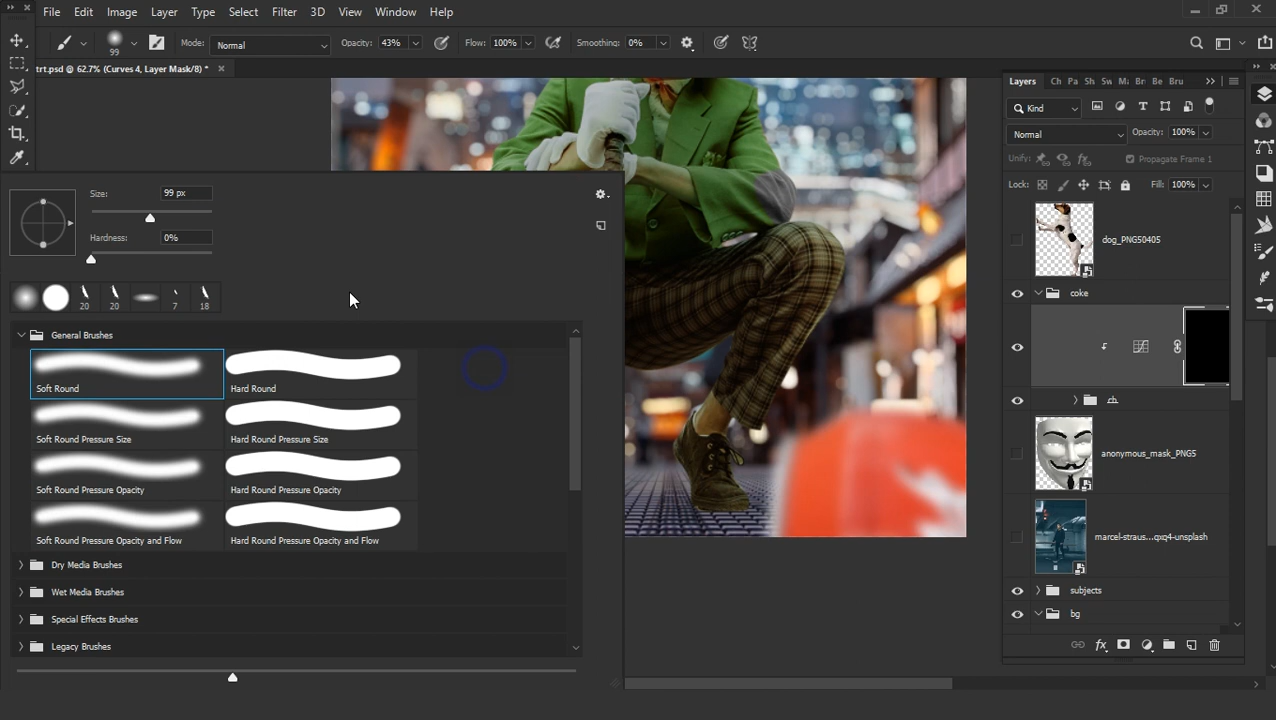 File Edit Image Layer Type Select Filter 3D View Window Help
99 Mode: Normal Opacity: 43% Flow: 100% Smoothing: 0%
trt.psd @ 62.7% (Curves 4, Layer Mask/8) *
Layers Ch Pa Sh Sw Br Be Bru
Kind
Normal Opacity: 100%
Unify: Propagate Frame 1
Lock: Fill: 100%
Size: 99 px
Hardness: 0%
20 20 7 18
General Brushes
Soft Round Hard Round
Soft Round Pressure Size Hard Round Pressure Size
Soft Round Pressure Opacity Hard Round Pressure Opacity
Soft Round Pressure Opacity and Flow Hard Round Pressure Opacity and Flow
Dry Media Brushes
Wet Media Brushes
Special Effects Brushes
Legacy Brushes
dog_PNG50405
coke
anonymous_mask_PNG5
marcel-straus...qxq4-unsplash
subjects
bg
fx